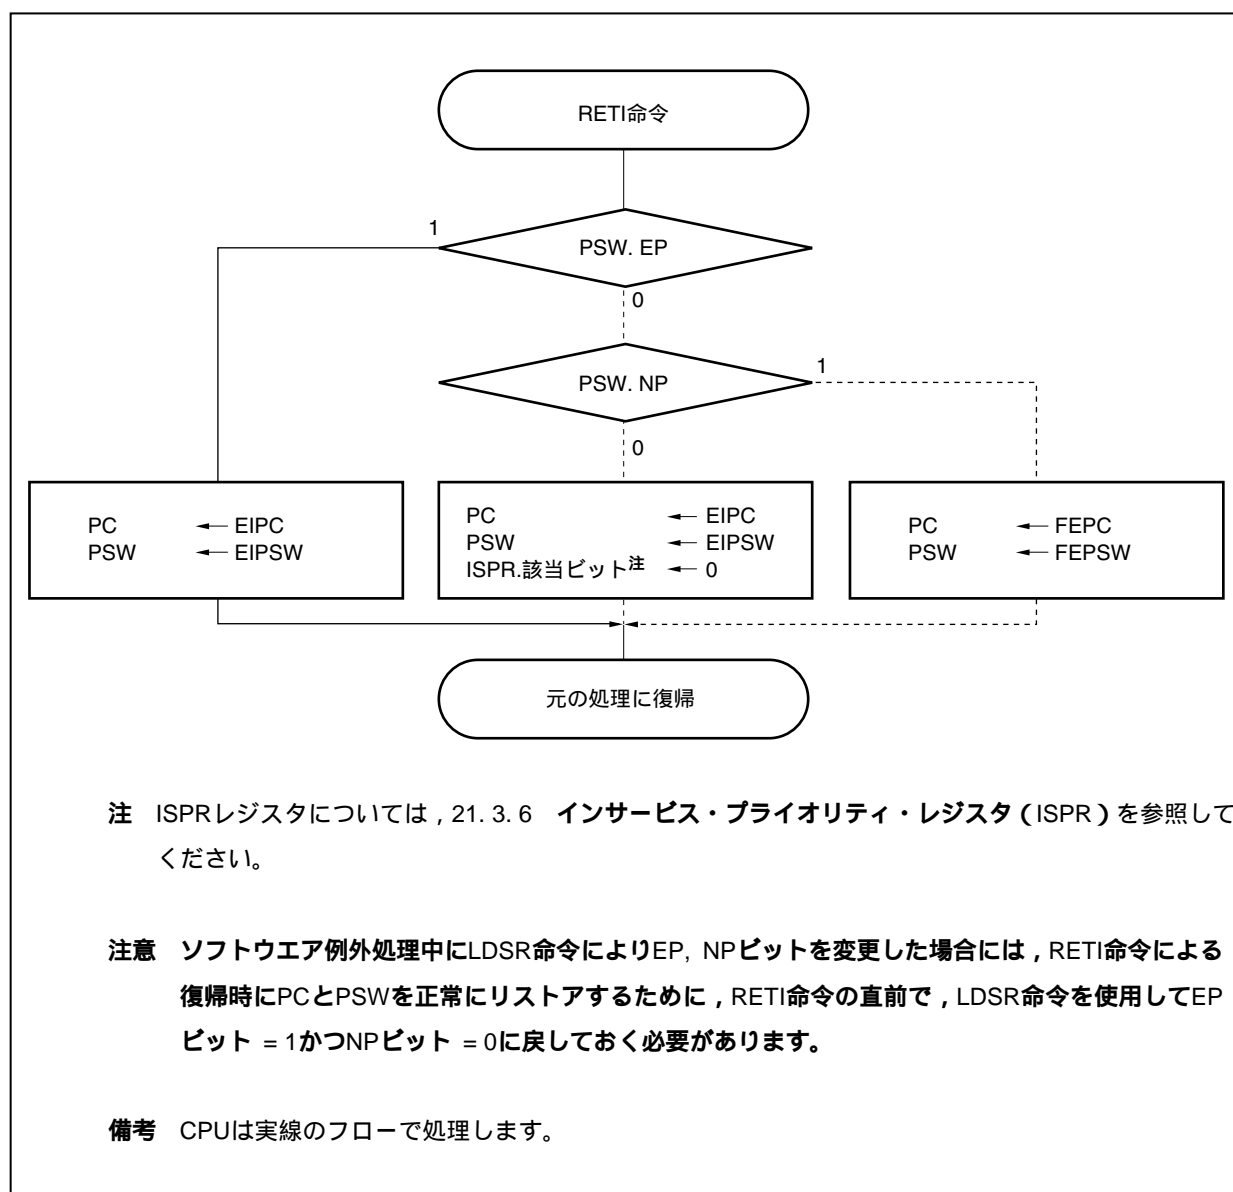 RETI命令
1
PSW. EP
0
PSW. NP
1
0
PC ← EIPC
PSW ← EIPSW
PC ← EIPC
PSW ← EIPSW
ISPR.該当ビット注 ← 0
PC ← FEPC
PSW ← FEPSW
元の処理に復帰
注 ISPRレジスタについては，21. 3. 6 インサービス・プライオリティ・レジスタ（ISPR）を参照して
ください。
注意 ソフトウエア例外処理中にLDSR命令によりEP, NPビットを変更した場合には，RETI命令による
復帰時にPCとPSWを正常にリストアするために，RETI命令の直前で，LDSR命令を使用してEP
ビット = 1かつNPビット = 0に戻しておく必要があります。
備考 CPUは実線のフローで処理します。